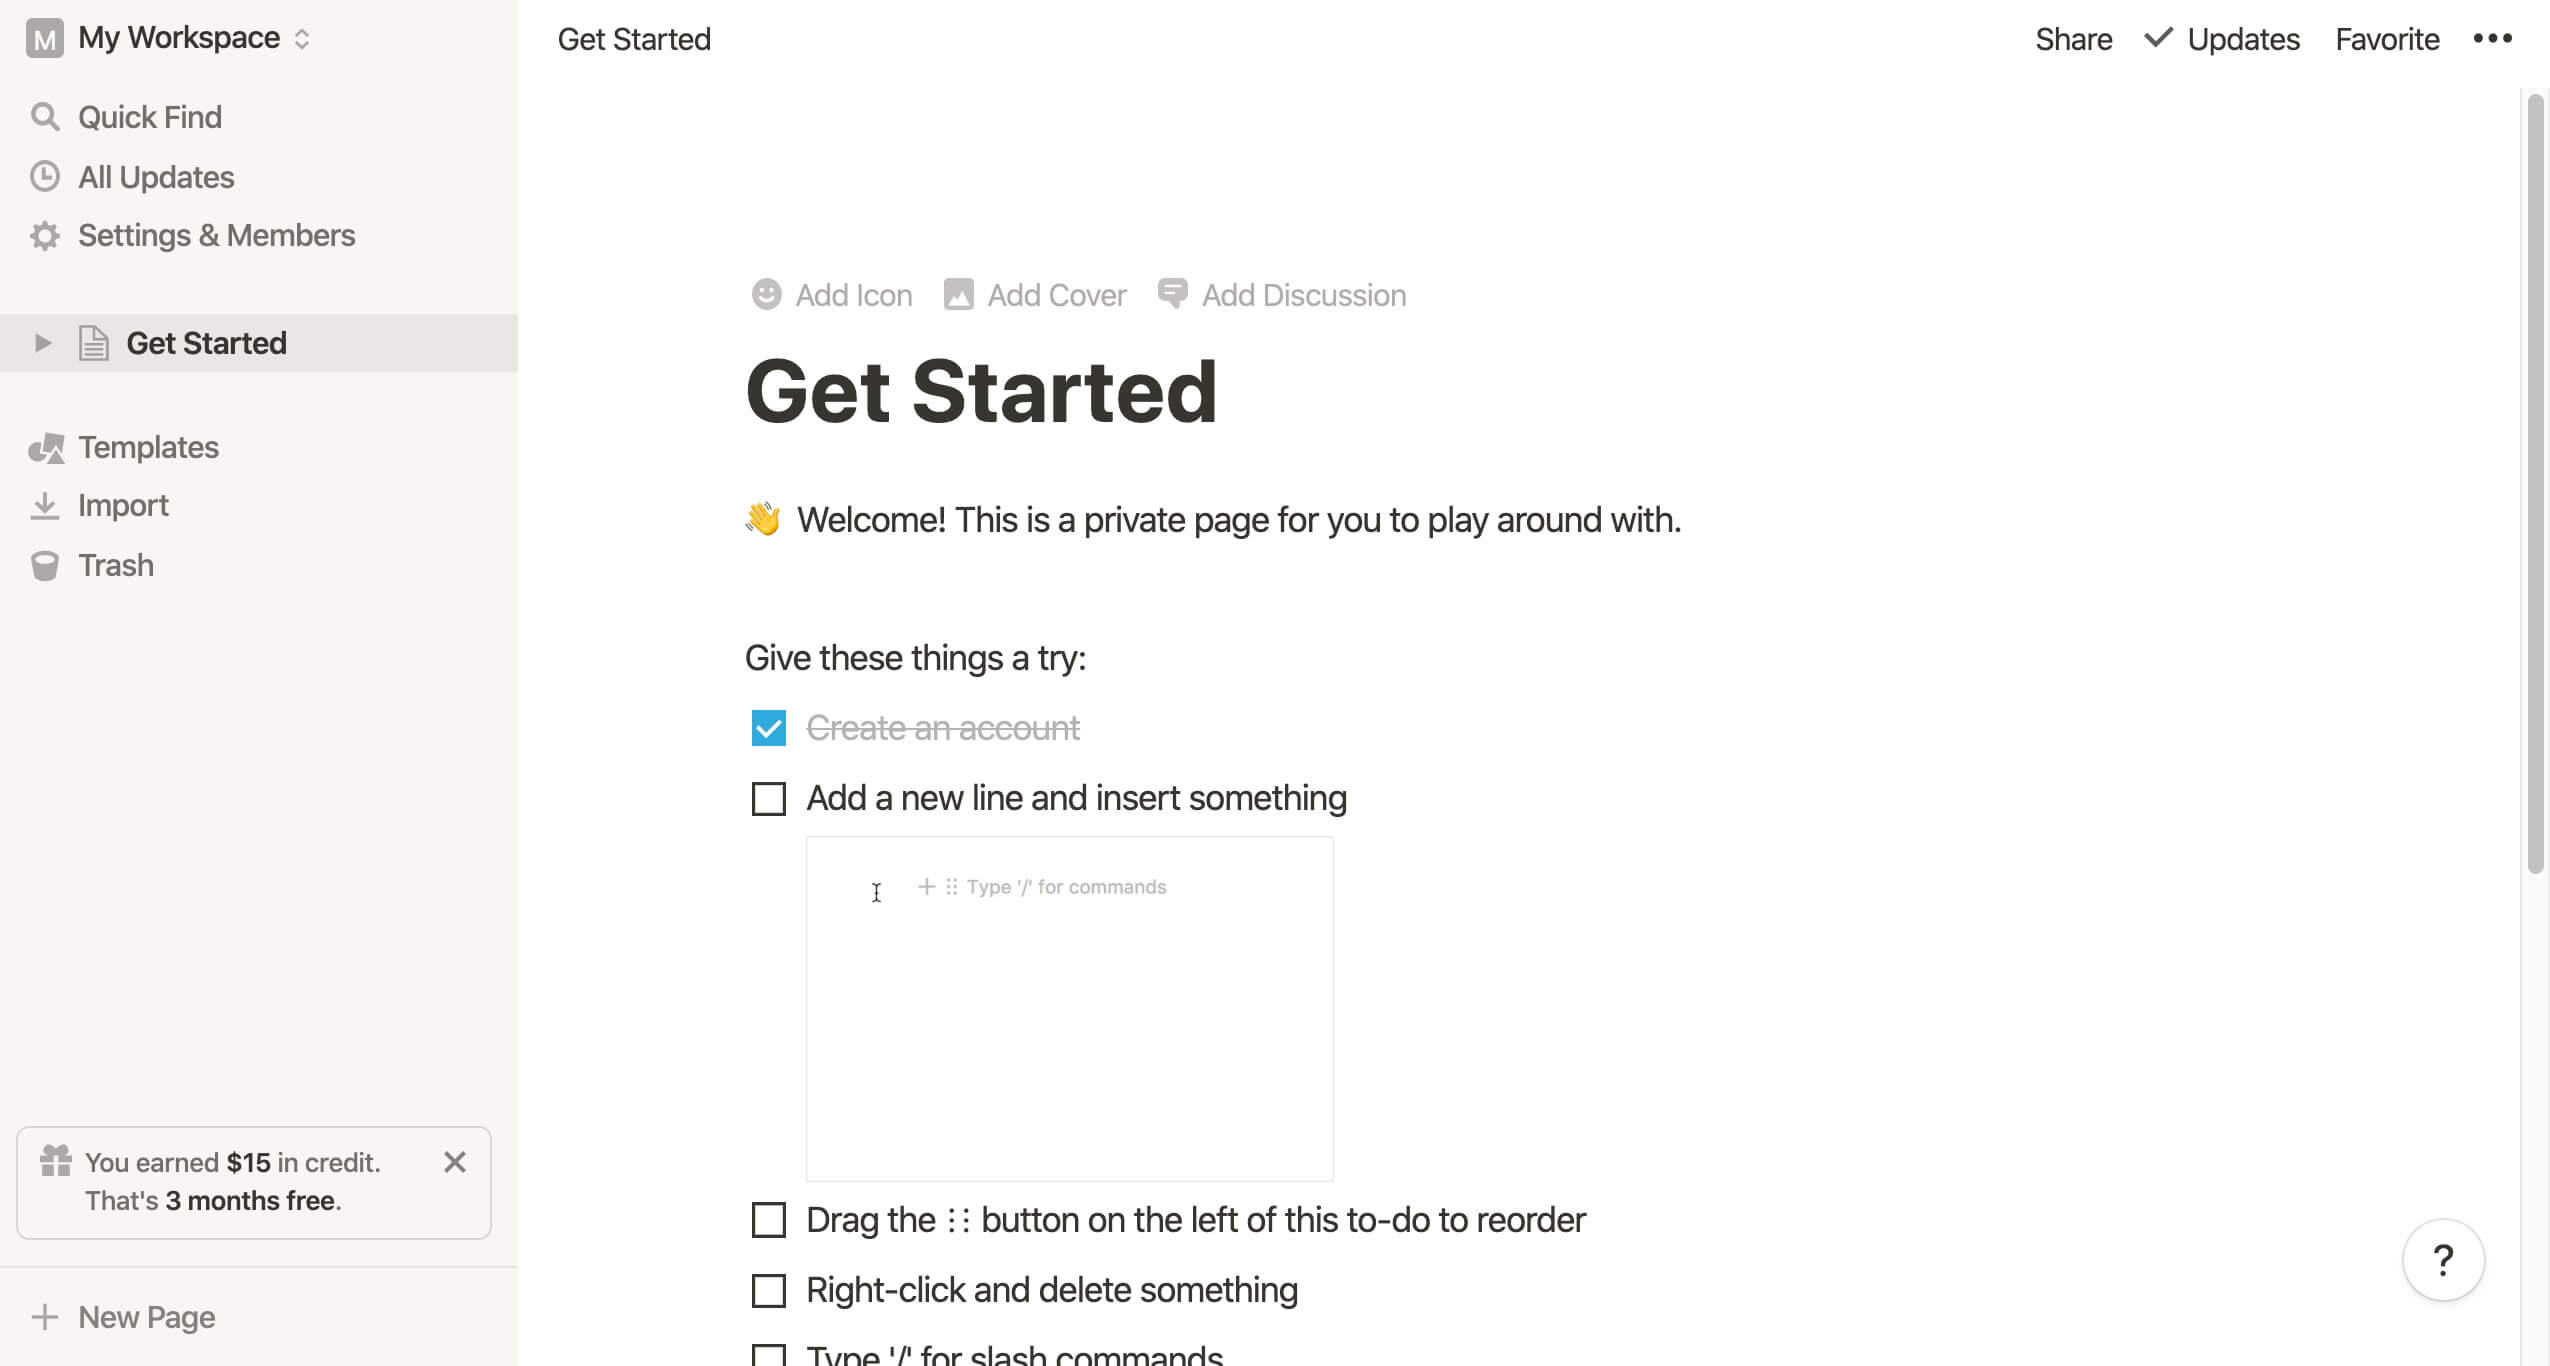 M My Workspace
Quick Find
All Updates
Settings & Members
Get Started
Templates
Import
Trash
You earned $15 in credit.
That's 3 months free.
New Page
Get Started
Share
Updates
Favorite
Add Icon
Add Cover
Add Discussion
Get Started
👋 Welcome! This is a private page for you to play around with.
Give these things a try:
Create an account
Add a new line and insert something
Type '/' for commands
Drag the ⋮⋮ button on the left of this to-do to reorder
Right-click and delete something
Type '/' for slash commands
?